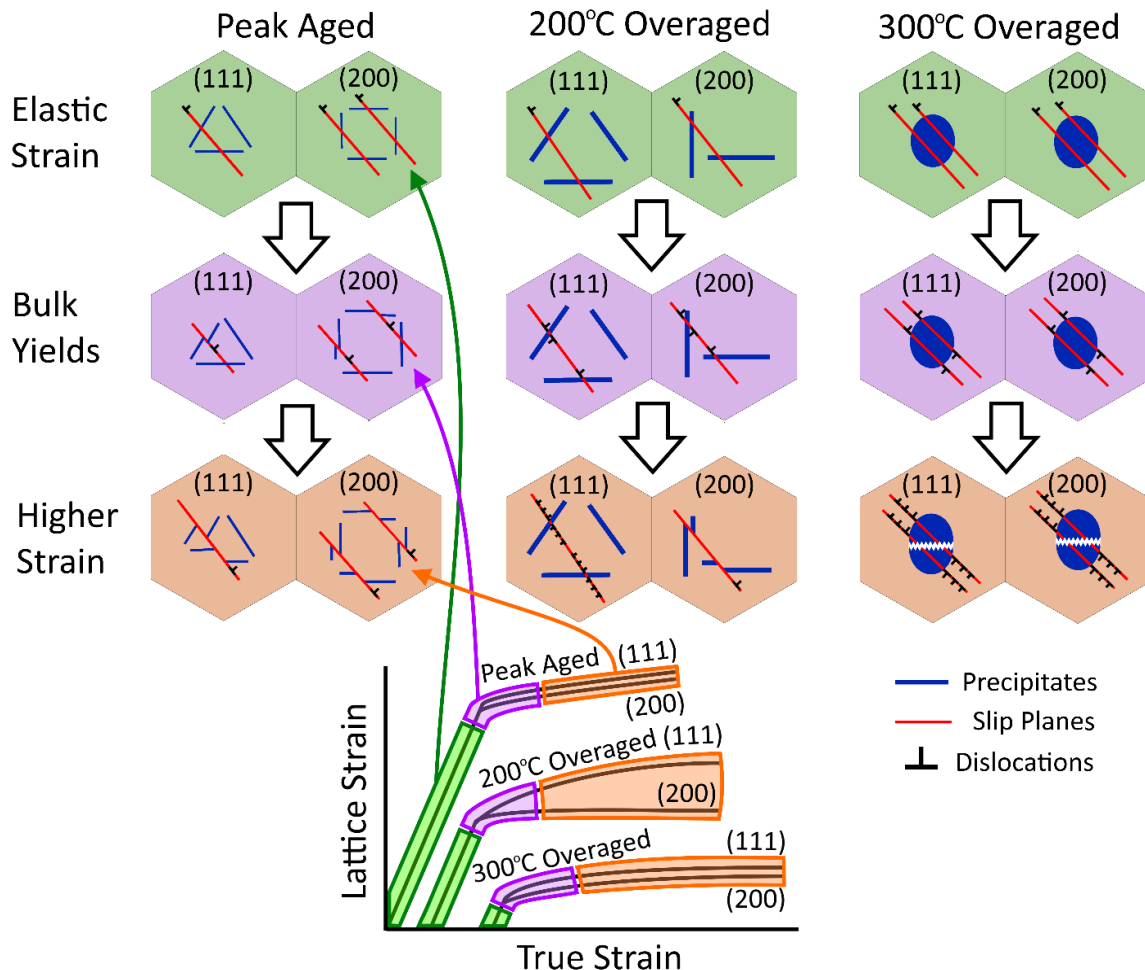 Peak Aged
200°C Overaged
300°C Overaged
(111)
(200)
(111)
(200)
(111)
(200)
Elastic
Strain
(111)
(200)
(111)
(200)
(111)
(200)
Bulk
Yields
(111)
(200)
(111)
(200)
(111)
(200)
Higher
Strain
Peak Aged
(111)
(200)
200°C Overaged (111)
(200)
300°C Overaged
(111)
(200)
Lattice Strain
True Strain
Precipitates
Slip Planes
Dislocations